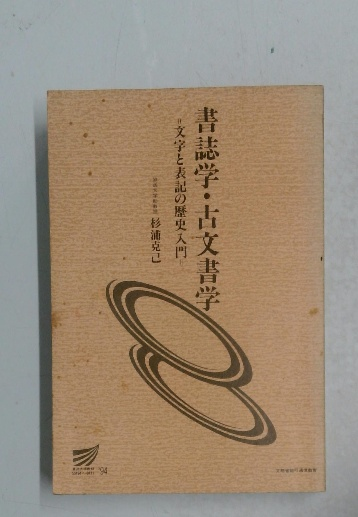 書誌学・古文書学
=文字と表記の歴史入門=
杉浦克己
'94